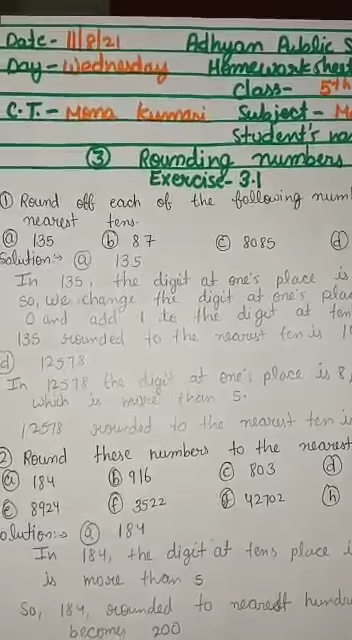 Date:- 11/8/21 Adhyan Public S
Day:- Wednesday Homework Sheet
Class- 5th
C.T.- Mona Kumari Subject- M
Student's na
③ Rounding numbers
Exercise- 3.1
① Round off each of the following num
nearest tens.
ⓐ 135 ⓑ 87 ⓒ 8085 ⓓ
Solution:→ ⓐ 135
In 135, the digit at one's place is
So, we change the digit at one's plac
0 and add 1 to the digit at ten
135 rounded to the nearest ten is 1
ⓓ 12578
In 12578 the digit at one's place is 8,
which is more than 5.
12578 rounded to the nearest ten is
② Round these numbers to the nearest
ⓐ 184 ⓑ 916 ⓒ 803 ⓓ
ⓔ 8924 ⓕ 3522 ⓖ 42702 ⓗ
olution:→ ⓐ 184
In 184, the digit at tens place i
is more than 5
So, 184, rounded to nearest hundr
becomes 200